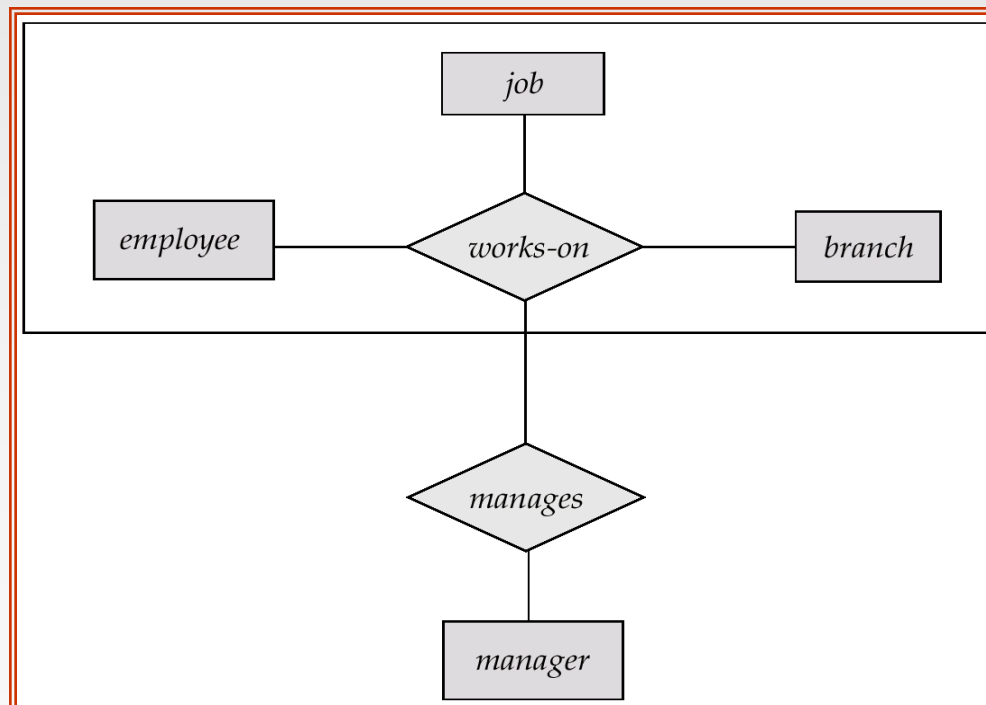 job
employee
works-on
branch
manages
manager